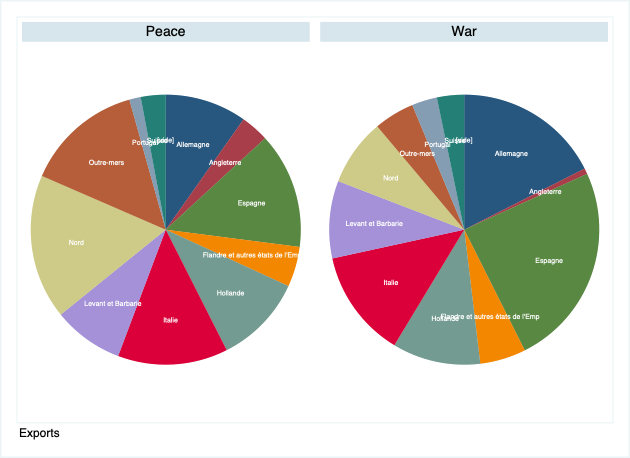 Peace
War
Allemagne
Angleterre
Espagne
Flandre et autres états de l'Emp
Hollande
Italie
Levant et Barbarie
Nord
Outre-mers
Portugal
Suisse
Allemagne
Angleterre
Espagne
Flandre et autres états de l'Emp
Hollande
Italie
Levant et Barbarie
Nord
Outre-mers
Portugal
Suisse
Exports